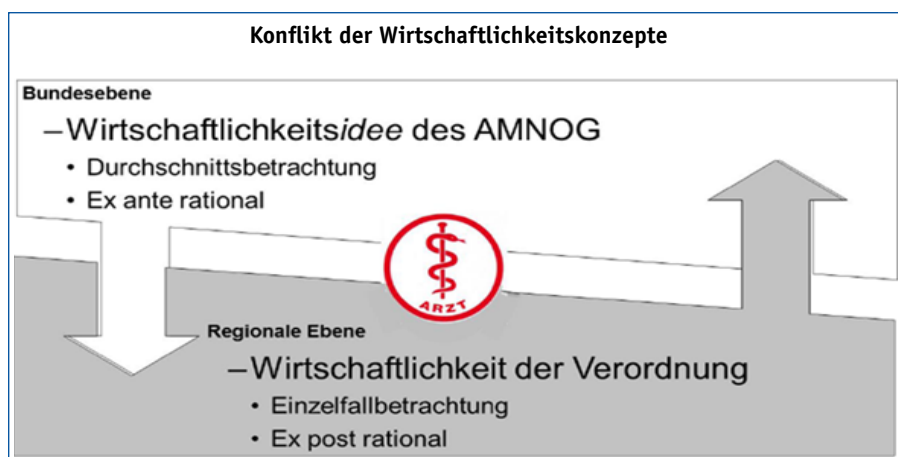 Konflikt der Wirtschaftlichkeitskonzepte
Bundesebene
–Wirtschaftlichkeitsidee des AMNOG
• Durchschnittsbetrachtung
• Ex ante rational
ARZT
Regionale Ebene
–Wirtschaftlichkeit der Verordnung
• Einzelfallbetrachtung
• Ex post rational